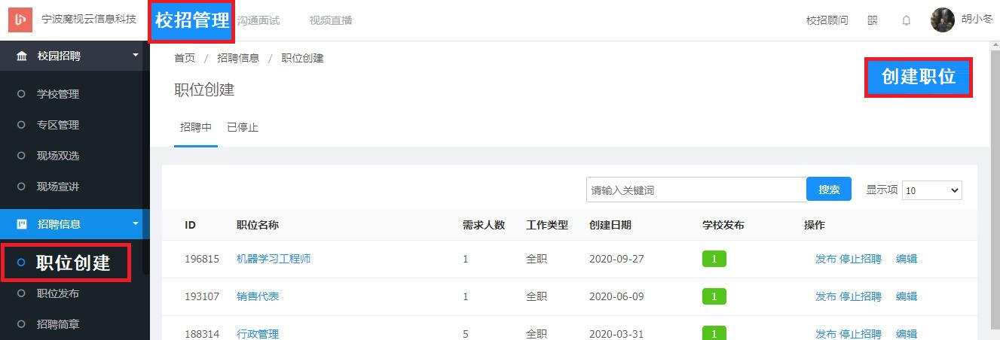 宁波魔视云信息科技 校招管理 沟通面试 视频直播 校招顾问 胡小冬
校园招聘
学校管理
专区管理
现场双选
现场宣讲
招聘信息
职位创建
职位发布
招聘简章
首页 / 招聘信息 / 职位创建
创建职位
职位创建
招聘中 已停止
请输入关键词 搜索 显示项 10
ID 职位名称 需求人数 工作类型 创建日期 学校发布 操作
196815 机器学习工程师 1 全职 2020-09-27 1 发布 停止招聘 编辑
193107 销售代表 1 全职 2020-06-09 1 发布 停止招聘 编辑
188314 行政管理 5 全职 2020-03-31 1 发布 停止招聘 编辑